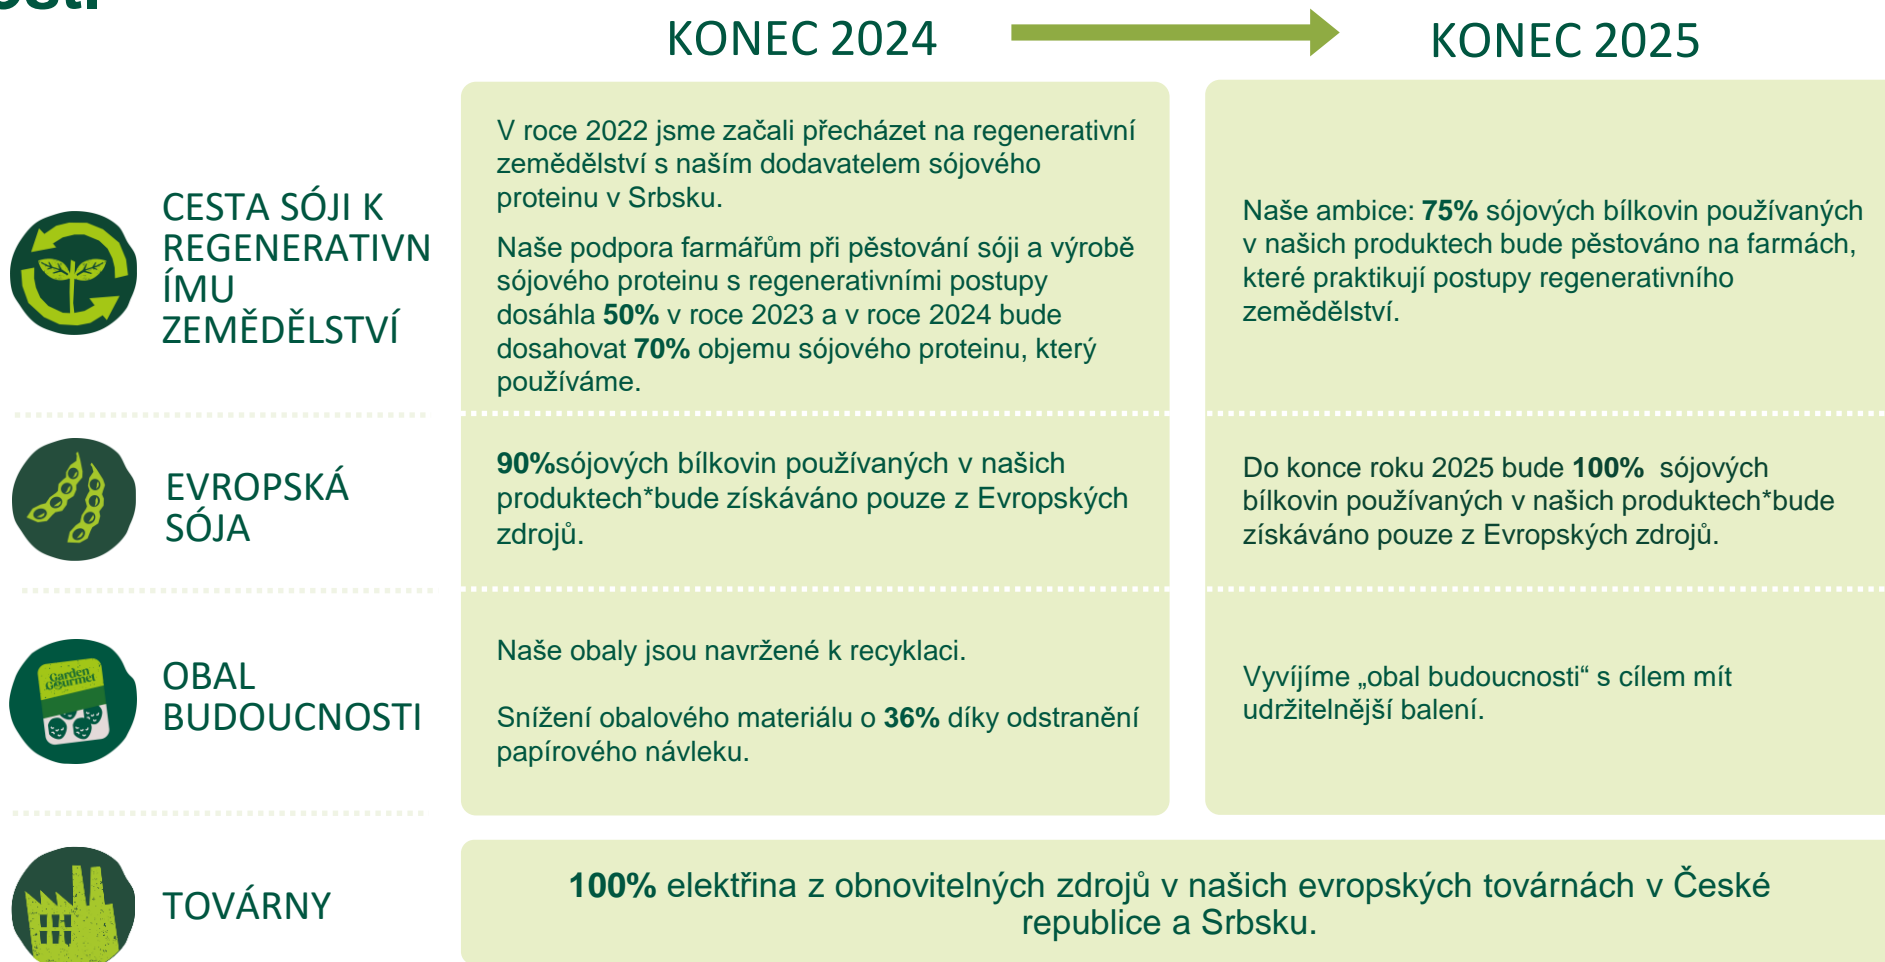 KONEC 2024
KONEC 2025
CESTA SÓJI K
REGENERATIVN
ÍMU
ZEMĚDĚLSTVÍ
V roce 2022 jsme začali přecházet na regenerativní
zemědělství s naším dodavatelem sójového
proteinu v Srbsku.
Naše podpora farmářům při pěstování sóji a výrobě
sójového proteinu s regenerativními postupy
dosáhla 50% v roce 2023 a v roce 2024 bude
dosahovat 70% objemu sójového proteinu, který
používáme.
Naše ambice: 75% sójových bílkovin používaných
v našich produktech bude pěstováno na farmách,
které praktikují postupy regenerativního
zemědělství.
EVROPSKÁ
SÓJA
90%sójových bílkovin používaných v našich
produktech*bude získáváno pouze z Evropských
zdrojů.
Do konce roku 2025 bude 100%  sójových
bílkovin používaných v našich produktech*bude
získáváno pouze z Evropských zdrojů.
Garden
Gourmet
OBAL
BUDOUCNOSTI
Naše obaly jsou navržené k recyklaci.
Snížení obalového materiálu o 36% díky odstranění
papírového návleku.
Vyvíjíme „obal budoucnosti“ s cílem mít
udržitelnější balení.
TOVÁRNY
100% elektřina z obnovitelných zdrojů v našich evropských továrnách v České
republice a Srbsku.